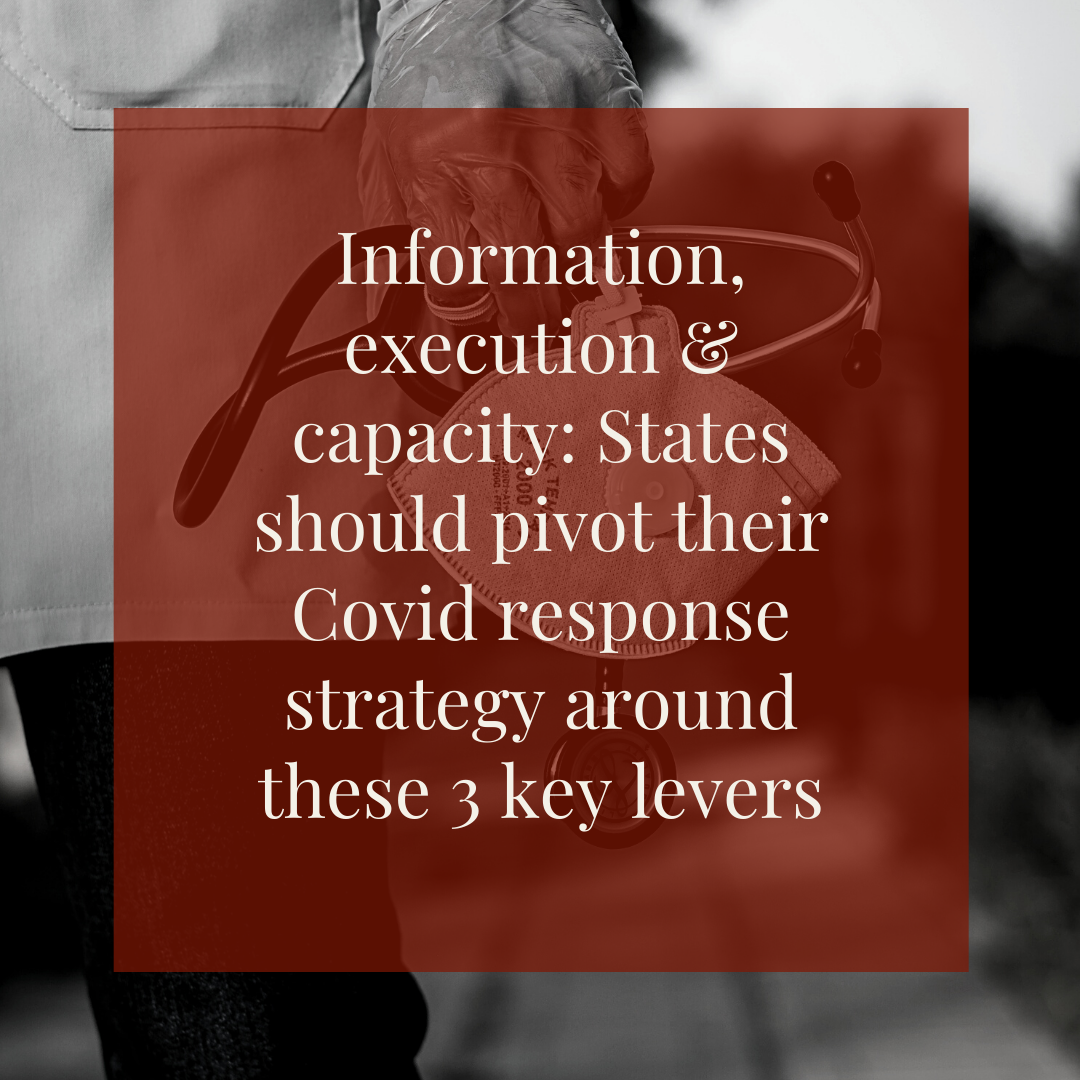 Information,
execution &
capacity: States
should pivot their
Covid response
strategy around
these 3 key levers